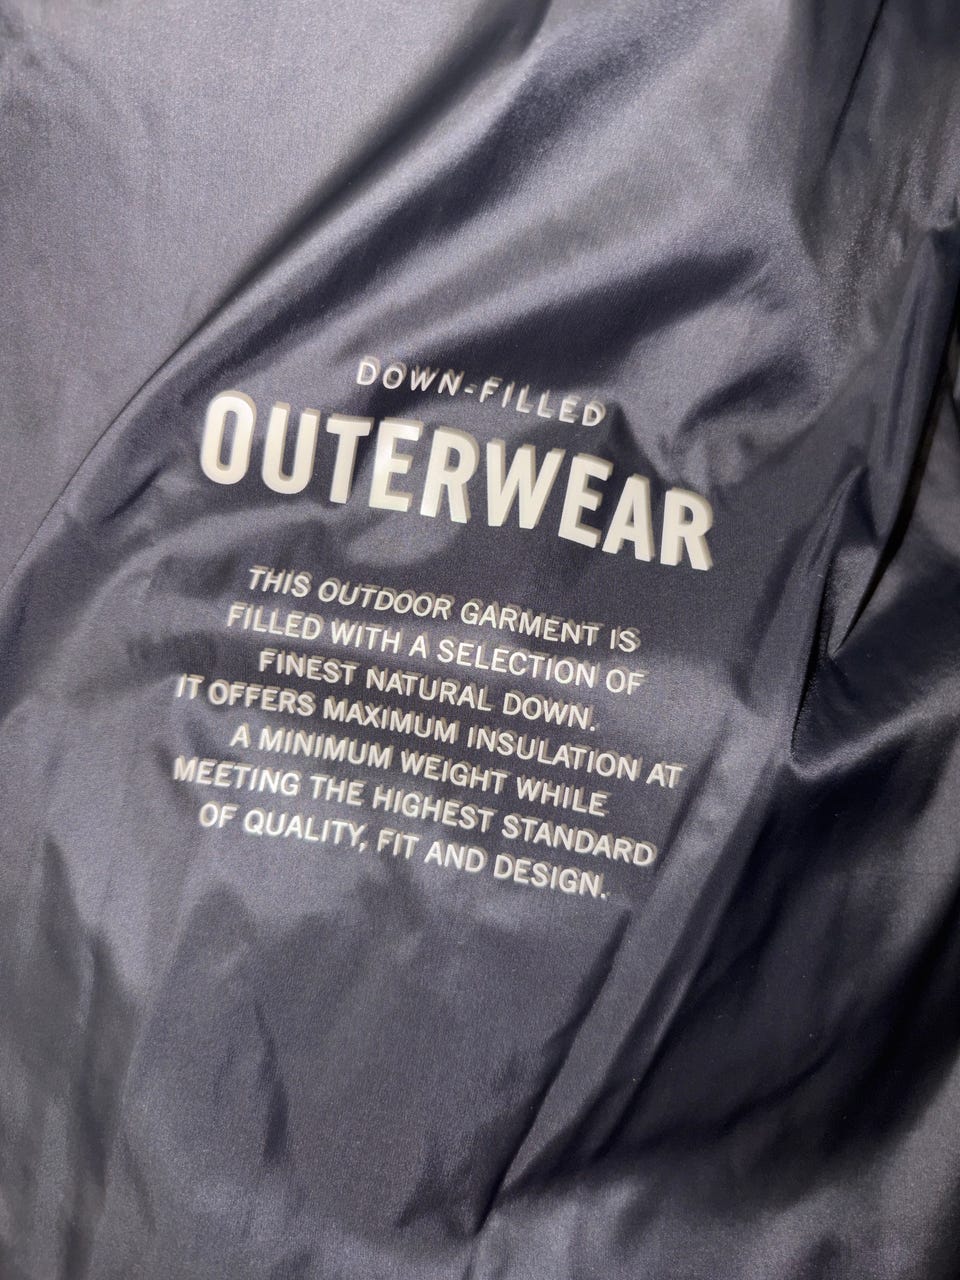 DOWN-FILLED
OUTERWEAR
THIS OUTDOOR GARMENT IS
FILLED WITH A SELECTION OF
FINEST NATURAL DOWN.
IT OFFERS MAXIMUM INSULATION AT
A MINIMUM WEIGHT WHILE
MEETING THE HIGHEST STANDARD
OF QUALITY, FIT AND DESIGN.